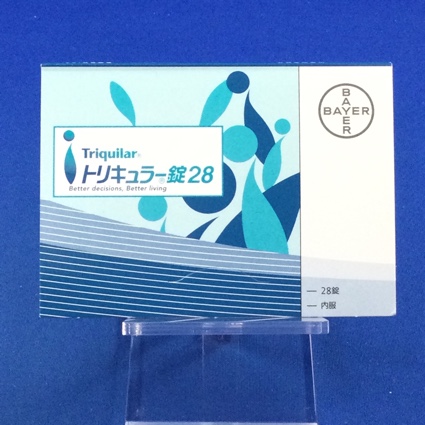 Triquilar®
トリキュラー®錠28
Better decisions, Better living
BAYER
BAYER
28錠
内服